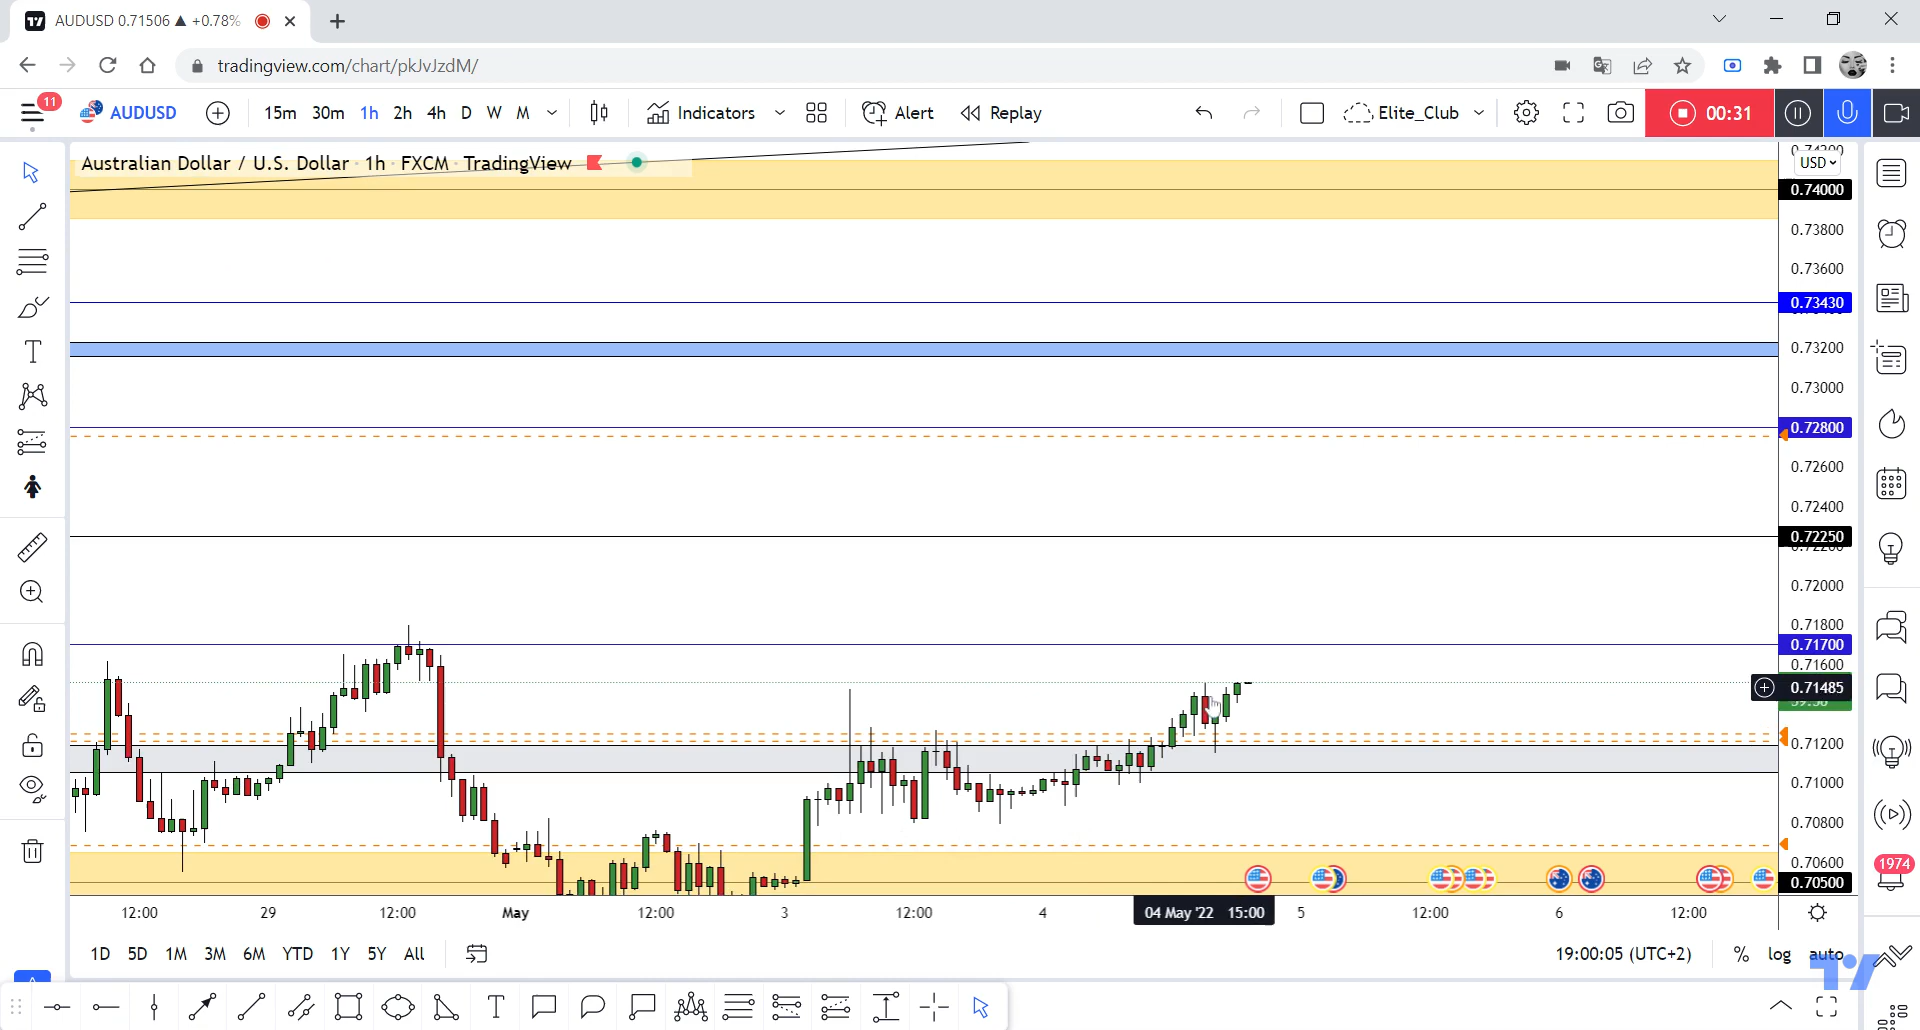 AUDUSD 0.71506 ▲ +0.78%
tradingview.com/chart/pkJvJzdM/
11
AUDUSD
15m 30m 1h 2h 4h D W M
Indicators
Alert
Replay
Elite_Club
00:31
Australian Dollar / U.S. Dollar · 1h · FXCM · TradingView
USD
0.74000
0.73800
0.73600
0.73430
0.73200
0.73000
0.72800
0.72600
0.72400
0.72250
0.72000
0.71800
0.71700
0.71600
0.71485
0.71200
0.71000
0.70800
0.70600
0.70500
1974
12:00 29 12:00 May 12:00 3 12:00 4 04 May '22 15:00 5 12:00 6 12:00
1D 5D 1M 3M 6M YTD 1Y 5Y All
19:00:05 (UTC+2) % log auto